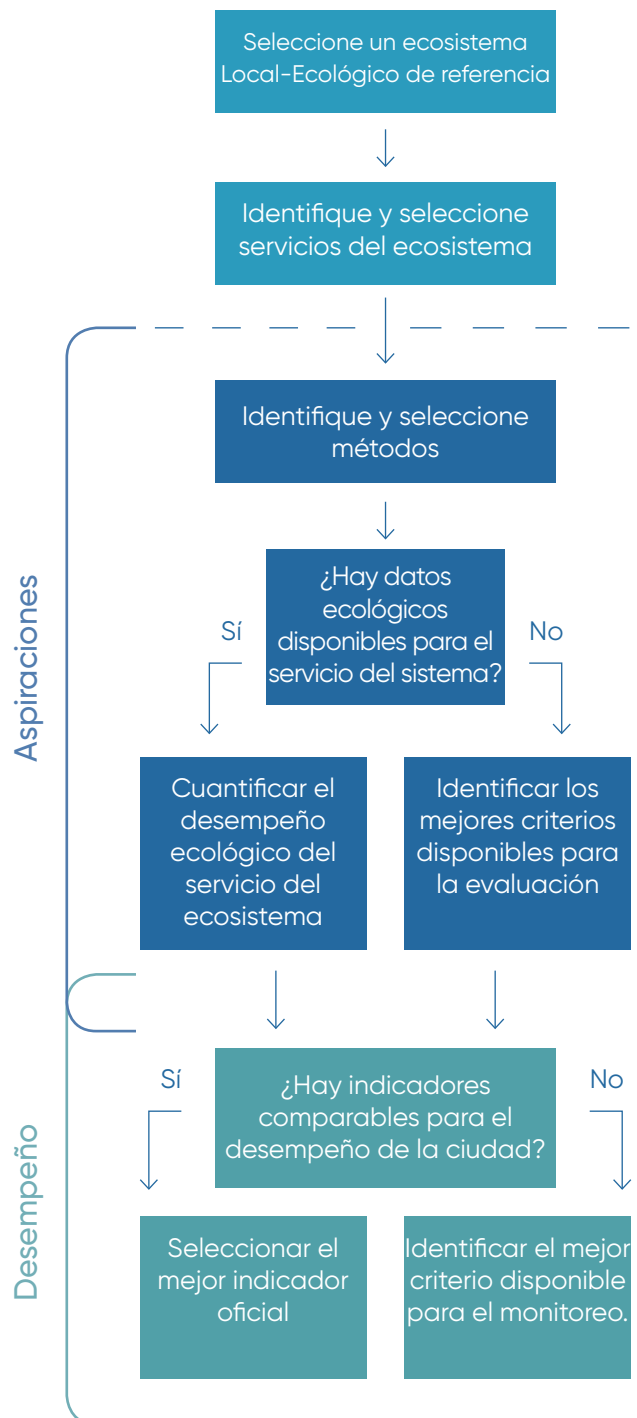 Seleccione un ecosistema
Local-Ecológico de referencia
Identifique y seleccione
servicios del ecosistema
Aspiraciones
Identifique y seleccione
métodos
¿Hay datos
ecológicos
disponibles para el
servicio del sistema?
Sí
No
Cuantificar el
desempeño
ecológico del
servicio del
ecosistema
Identificar los
mejores criterios
disponibles para
la evaluación
Desempeño
¿Hay indicadores
comparables para el
desempeño de la ciudad?
Sí
No
Seleccionar el
mejor indicador
oficial
Identificar el mejor
criterio disponible
para el monitoreo.